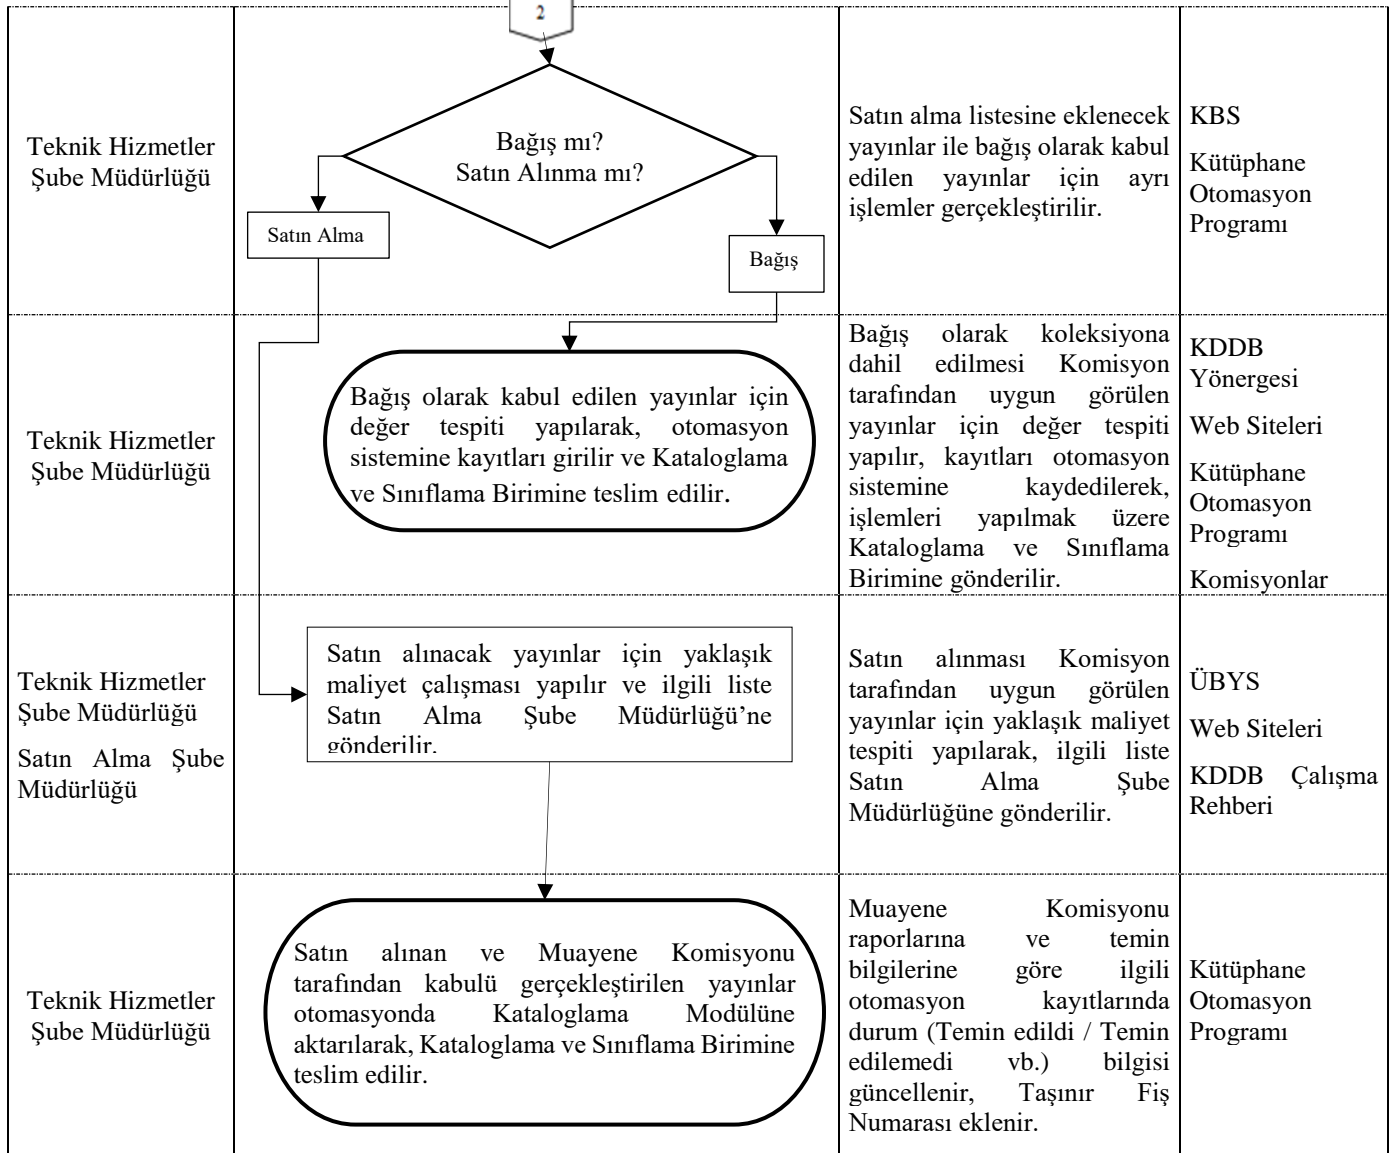 2
Teknik Hizmetler
Şube Müdürlüğü
Bağış mı?
Satın Alınma mı?
Satın Alma
Bağış
Satın alma listesine eklenecek
yayınlar ile bağış olarak kabul
edilen yayınlar için ayrı
işlemler gerçekleştirilir.
KBS
Kütüphane
Otomasyon
Programı
Teknik Hizmetler
Şube Müdürlüğü
Bağış olarak kabul edilen yayınlar için
değer tespiti yapılarak, otomasyon
sistemine kayıtları girilir ve Kataloglama
ve Sınıflama Birimine teslim edilir.
Bağış olarak koleksiyona
dahil edilmesi Komisyon
tarafından uygun görülen
yayınlar için değer tespiti
yapılır, kayıtları otomasyon
sistemine kaydedilerek,
işlemleri yapılmak üzere
Kataloglama ve Sınıflama
Birimine gönderilir.
KDDB
Yönergesi
Web Siteleri
Kütüphane
Otomasyon
Programı
Komisyonlar
Teknik Hizmetler
Şube Müdürlüğü
Satın Alma Şube
Müdürlüğü
Satın alınacak yayınlar için yaklaşık
maliyet çalışması yapılır ve ilgili liste
Satın Alma Şube Müdürlüğü’ne
gönderilir.
Satın alınması Komisyon
tarafından uygun görülen
yayınlar için yaklaşık maliyet
tespiti yapılarak, ilgili liste
Satın Alma Şube
Müdürlüğüne gönderilir.
ÜBYS
Web Siteleri
KDDB Çalışma
Rehberi
Teknik Hizmetler
Şube Müdürlüğü
Satın alınan ve Muayene Komisyonu
tarafından kabulü gerçekleştirilen yayınlar
otomasyonda Kataloglama Modülüne
aktarılarak, Kataloglama ve Sınıflama Birimine
teslim edilir.
Muayene Komisyonu
raporlarına ve temin
bilgilerine göre ilgili
otomasyon kayıtlarında
durum (Temin edildi / Temin
edilemedi vb.) bilgisi
güncellenir, Taşınır Fiş
Numarası eklenir.
Kütüphane
Otomasyon
Programı